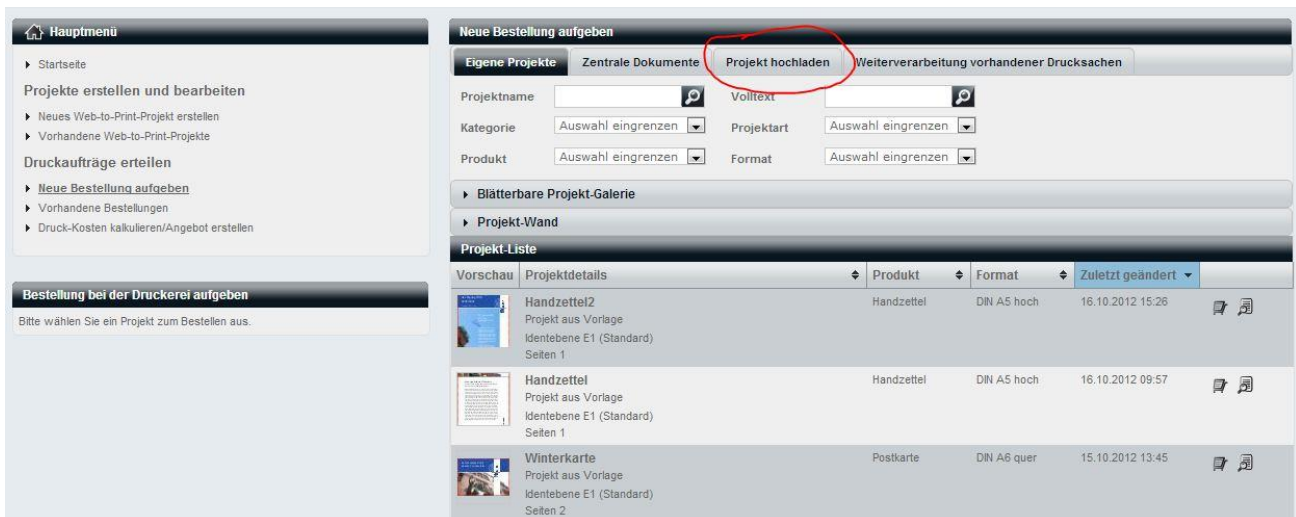 Hauptmenü
Startseite
Projekte erstellen und bearbeiten
Neues Web-to-Print-Projekt erstellen
Vorhandene Web-to-Print-Projekte
Druckaufträge erteilen
Neue Bestellung aufgeben
Vorhandene Bestellungen
Druck-Kosten kalkulieren/Angebot erstellen
Bestellung bei der Druckerei aufgeben
Bitte wählen Sie ein Projekt zum Bestellen aus.
Neue Bestellung aufgeben
Eigene Projekte Zentrale Dokumente Projekt hochladen Weiterverarbeitung vorhandener Drucksachen
Projektname Volltext
Kategorie Auswahl eingrenzen Projektart Auswahl eingrenzen
Produkt Auswahl eingrenzen Format Auswahl eingrenzen
Blätterbare Projekt-Galerie
Projekt-Wand
Projekt-Liste
Vorschau Projektdetails Produkt Format Zuletzt geändert
Handzettel2 Handzettel DIN A5 hoch 16.10.2012 15:26
Projekt aus Vorlage
Identebene E1 (Standard)
Seiten 1
Handzettel Handzettel DIN A5 hoch 16.10.2012 09:57
Projekt aus Vorlage
Identebene E1 (Standard)
Seiten 1
Winterkarte Postkarte DIN A6 quer 15.10.2012 13:45
Projekt aus Vorlage
Identebene E1 (Standard)
Seiten 2